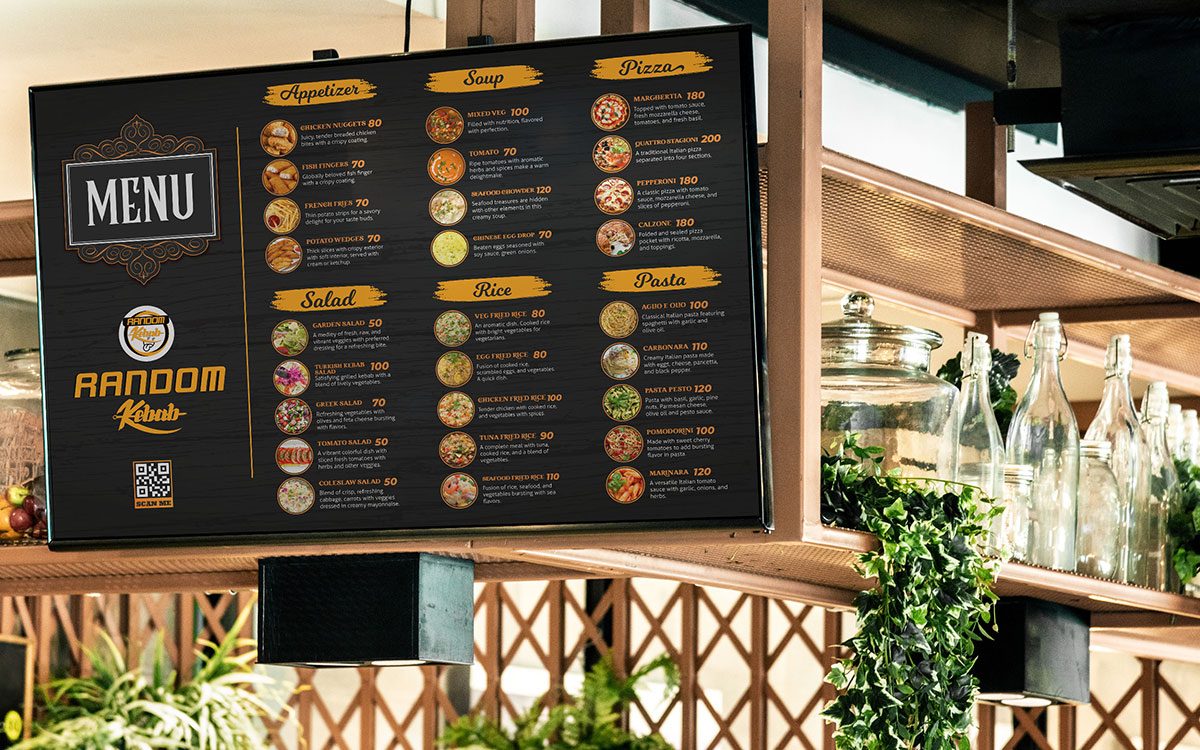 MENU
RANDOM
Kebab
RANDOM
Kebab
SCAN ME
Appetizer
CHICKEN NUGGETS 80
Juicy, tender breaded chicken
bites with a crispy coating.
FISH FINGERS 70
Globally beloved fish finger
with a crispy coating.
FRENCH FRIES 70
Thin potato strips for a savory
delight for your taste buds.
POTATO WEDGES 70
Thick slices with crispy exterior
with soft interior, served with
cream or ketchup
Salad
GARDEN SALAD 50
A medley of fresh, raw, and
vibrant veggies with preferred
dressing for a refreshing bite.
TURKISH KEBAB 100
SALAD
Satisfying grilled kebab with a
blend of lively vegetables.
GREEK SALAD 70
Refreshing vegetables with
olives and feta cheese bursting
with flavors.
TOMATO SALAD 50
A vibrant colorful dish with
sliced fresh tomatoes with
herbs and other veggies.
COLESLAW SALAD 50
Blend of crisp, refreshing
cabbage, carrots with veggies
dressed in creamy mayonnaise.
Soup
MIXED VEG 100
Filled with nutrition, flavored
with perfection.
TOMATO 70
Ripe tomatoes with aromatic
herbs and spices make a warm
delightmake.
SEAFOOD CHOWDER 120
Seafood treasures are hidden
with other elements in this
creamy soup.
CHINESE EGG DROP 70
Beaten eggs seasoned with
soy sauce, green onions.
Rice
VEG FRIED RICE 80
An aromatic dish. Cooked rice
with bright vegetables for
vegetarians.
EGG FRIED RICE 80
Fusion of cooked rice,
scrambled eggs, and vegetables.
A quick dish.
CHICKEN FRIED RICE 100
Tender chicken with cooked rice,
and vegetables with spices.
TUNA FRIED RICE 90
A complete meal with tuna,
cooked rice, and a blend of
vegetables.
SEAFOOD FRIED RICE 110
Fusion of rice, seafood, and
vegetables bursting with sea
flavors.
Pizza
MARGHERTIA 180
Topped with tomato sauce,
fresh mozzarella cheese,
tomatoes, and fresh basil.
QUATTRO STAGIONI 200
A traditional Italian pizza
separated into four sections.
PEPPERONI 180
A classic pizza with tomato
sauce, mozzarella cheese, and
slices of pepperoni.
CALZONE 180
Folded and sealed pizza
pocket with ricotta, mozzarella,
and toppings.
Pasta
AGLIO E OLIO 100
Classical Italian pasta featuring
spaghetti with garlic and
olive oil.
CARBONARA 110
Creamy Italian pasta made
with eggs, cheese, pancetta,
and black pepper.
PASTA PESTO 120
Pasta with basil, garlic, pine
nuts, Parmesan cheese,
olive oil and pesto sauce.
POMODORINI 100
Made with sweet cherry
tomatoes to add bursting
flavor in pasta.
MARINARA 120
A versatile Italian tomato
sauce with garlic, onions, and
herbs.